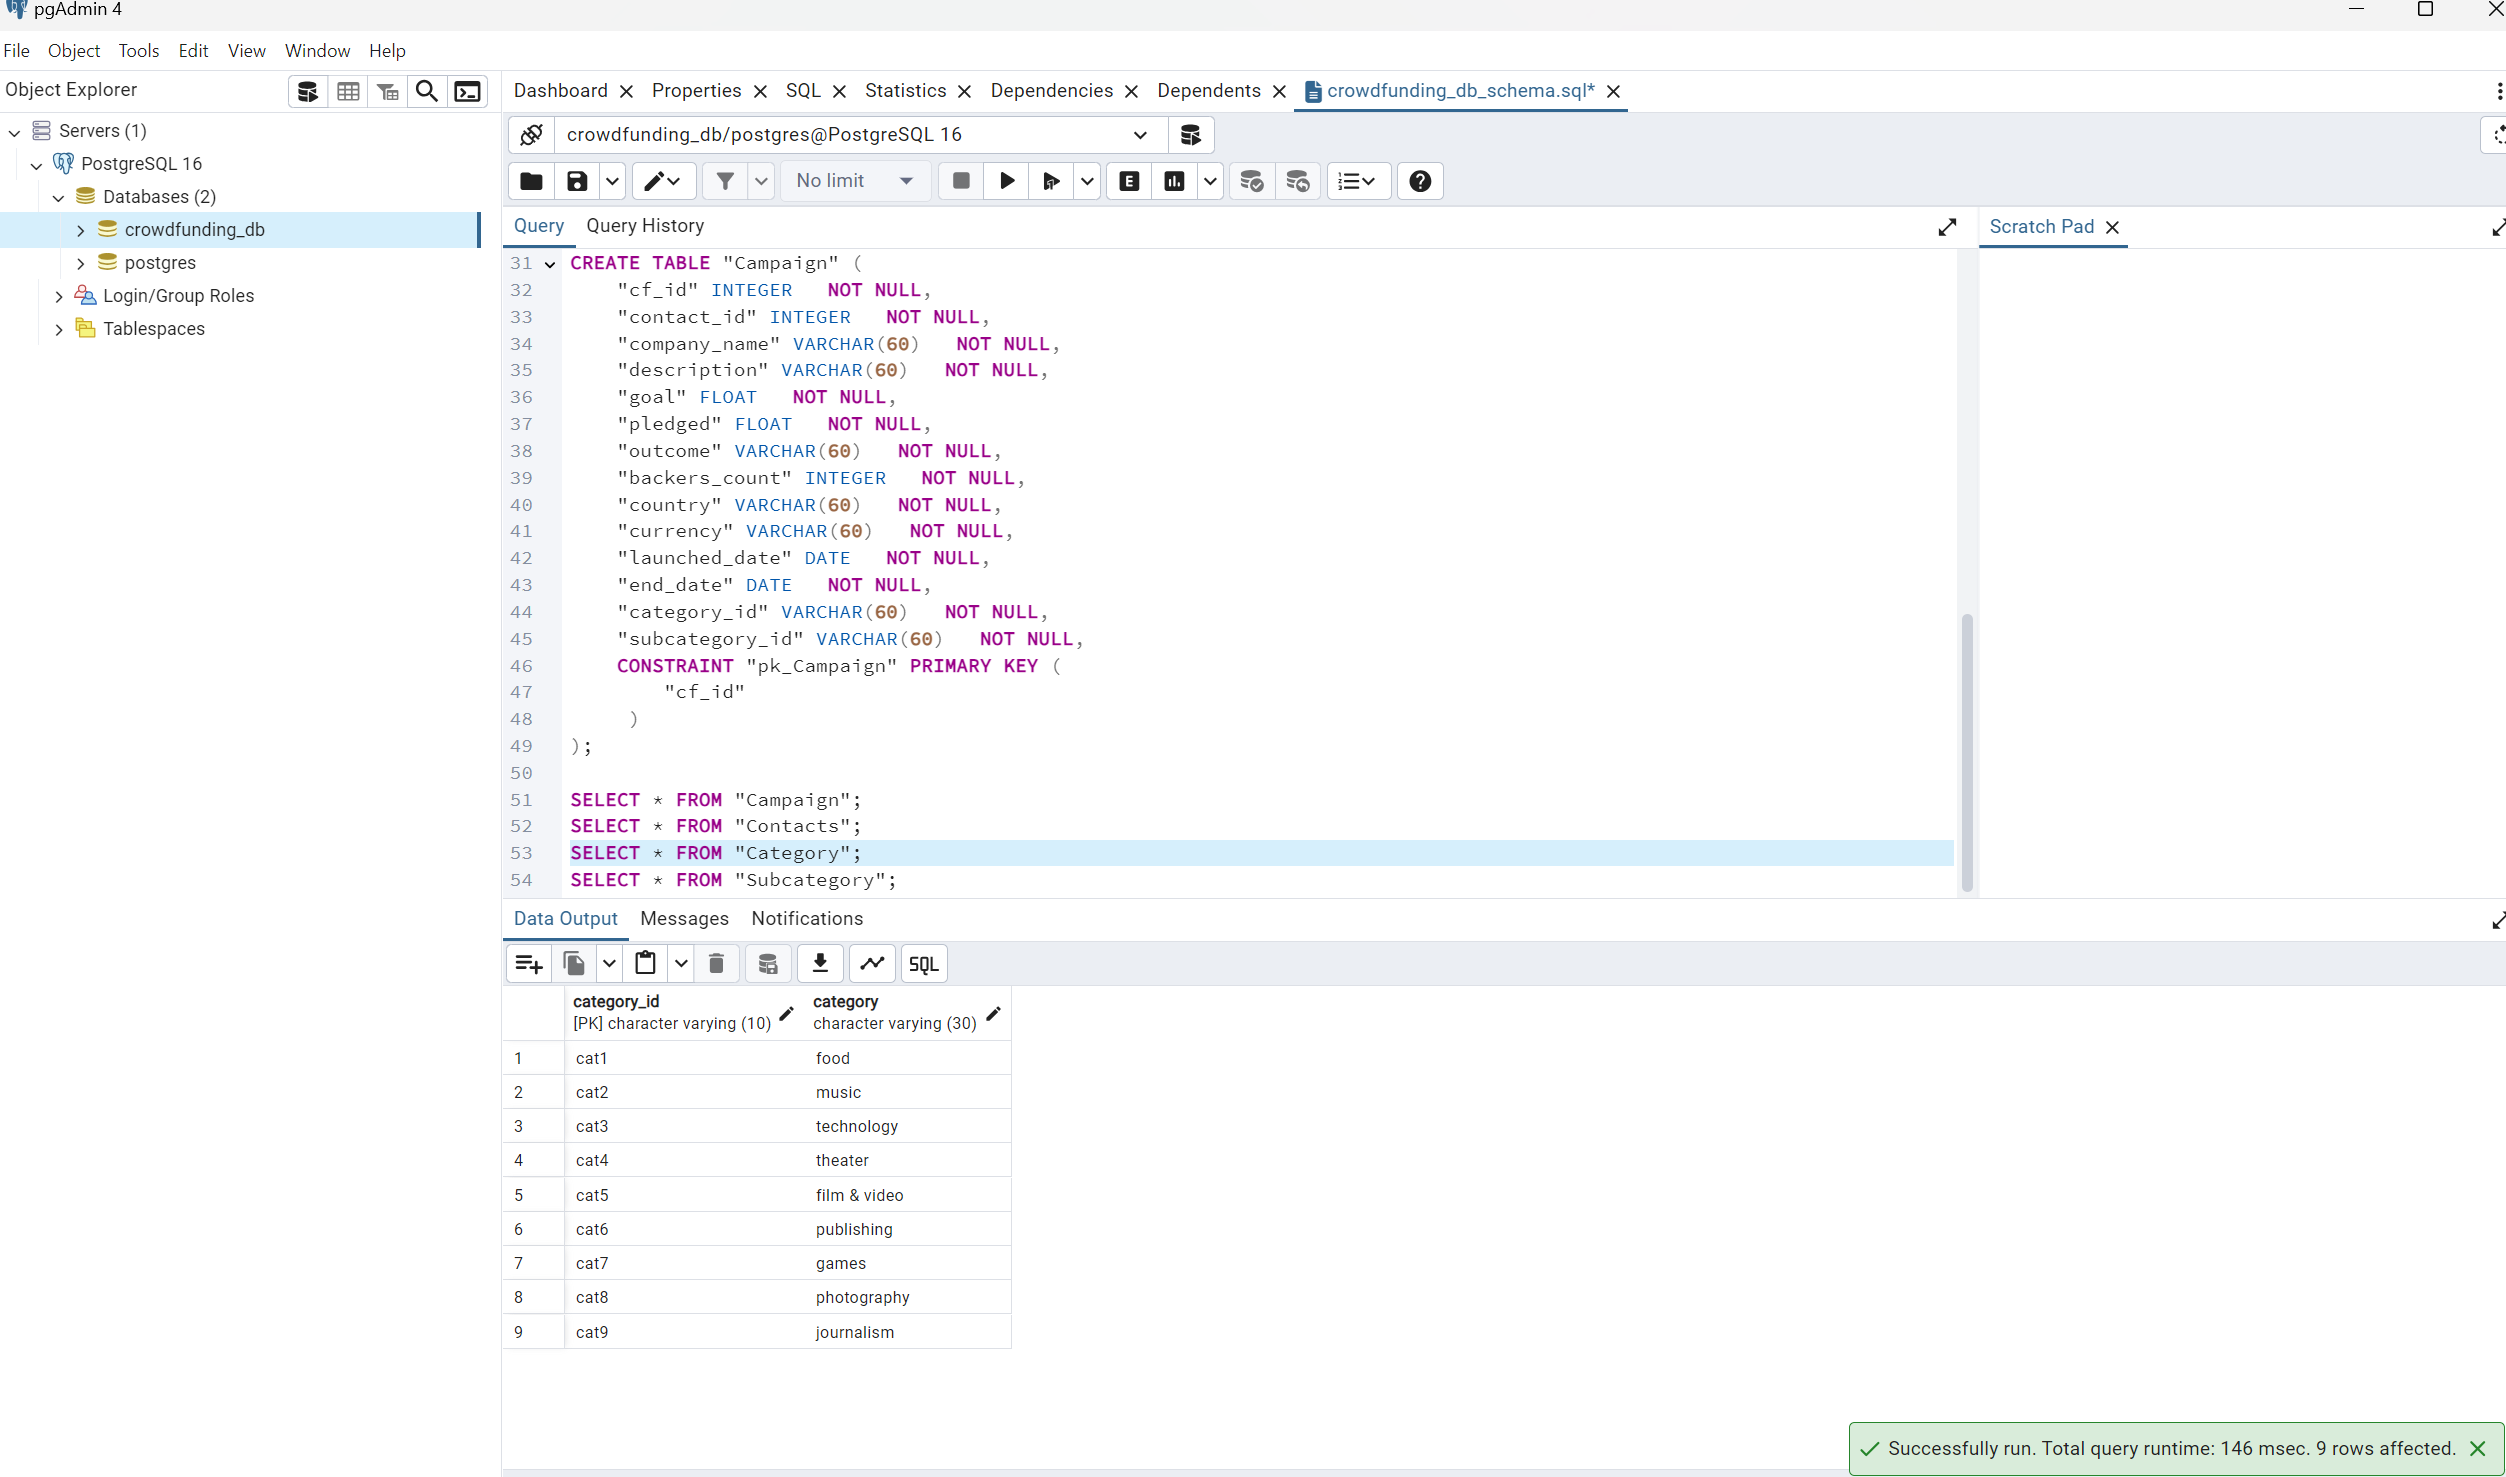 pgAdmin 4
File Object Tools Edit View Window Help
Object Explorer
Servers (1)
PostgreSQL 16
Databases (2)
crowdfunding_db
postgres
Login/Group Roles
Tablespaces
Dashboard Properties SQL Statistics Dependencies Dependents crowdfunding_db_schema.sql*
crowdfunding_db/postgres@PostgreSQL 16
No limit
E
Query Query History
Scratch Pad
31 CREATE TABLE "Campaign" (
32 "cf_id" INTEGER NOT NULL,
33 "contact_id" INTEGER NOT NULL,
34 "company_name" VARCHAR(60) NOT NULL,
35 "description" VARCHAR(60) NOT NULL,
36 "goal" FLOAT NOT NULL,
37 "pledged" FLOAT NOT NULL,
38 "outcome" VARCHAR(60) NOT NULL,
39 "backers_count" INTEGER NOT NULL,
40 "country" VARCHAR(60) NOT NULL,
41 "currency" VARCHAR(60) NOT NULL,
42 "launched_date" DATE NOT NULL,
43 "end_date" DATE NOT NULL,
44 "category_id" VARCHAR(60) NOT NULL,
45 "subcategory_id" VARCHAR(60) NOT NULL,
46 CONSTRAINT "pk_Campaign" PRIMARY KEY (
47 "cf_id"
48 )
49 );
50
51 SELECT * FROM "Campaign";
52 SELECT * FROM "Contacts";
53 SELECT * FROM "Category";
54 SELECT * FROM "Subcategory";
Data Output Messages Notifications
SQL
category_id category
[PK] character varying (10) character varying (30)
1 cat1 food
2 cat2 music
3 cat3 technology
4 cat4 theater
5 cat5 film & video
6 cat6 publishing
7 cat7 games
8 cat8 photography
9 cat9 journalism
Successfully run. Total query runtime: 146 msec. 9 rows affected.